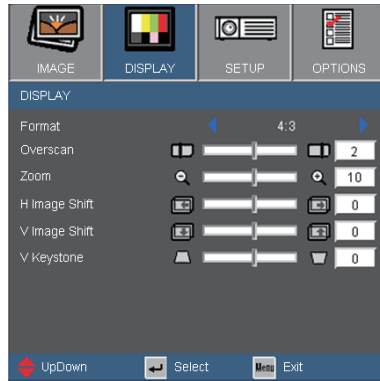 IMAGE DISPLAY SETUP OPTIONS
DISPLAY
Format 4:3
Overscan 2
Zoom 10
H Image Shift 0
V Image Shift 0
V Keystone 0
UpDown Select Menu Exit